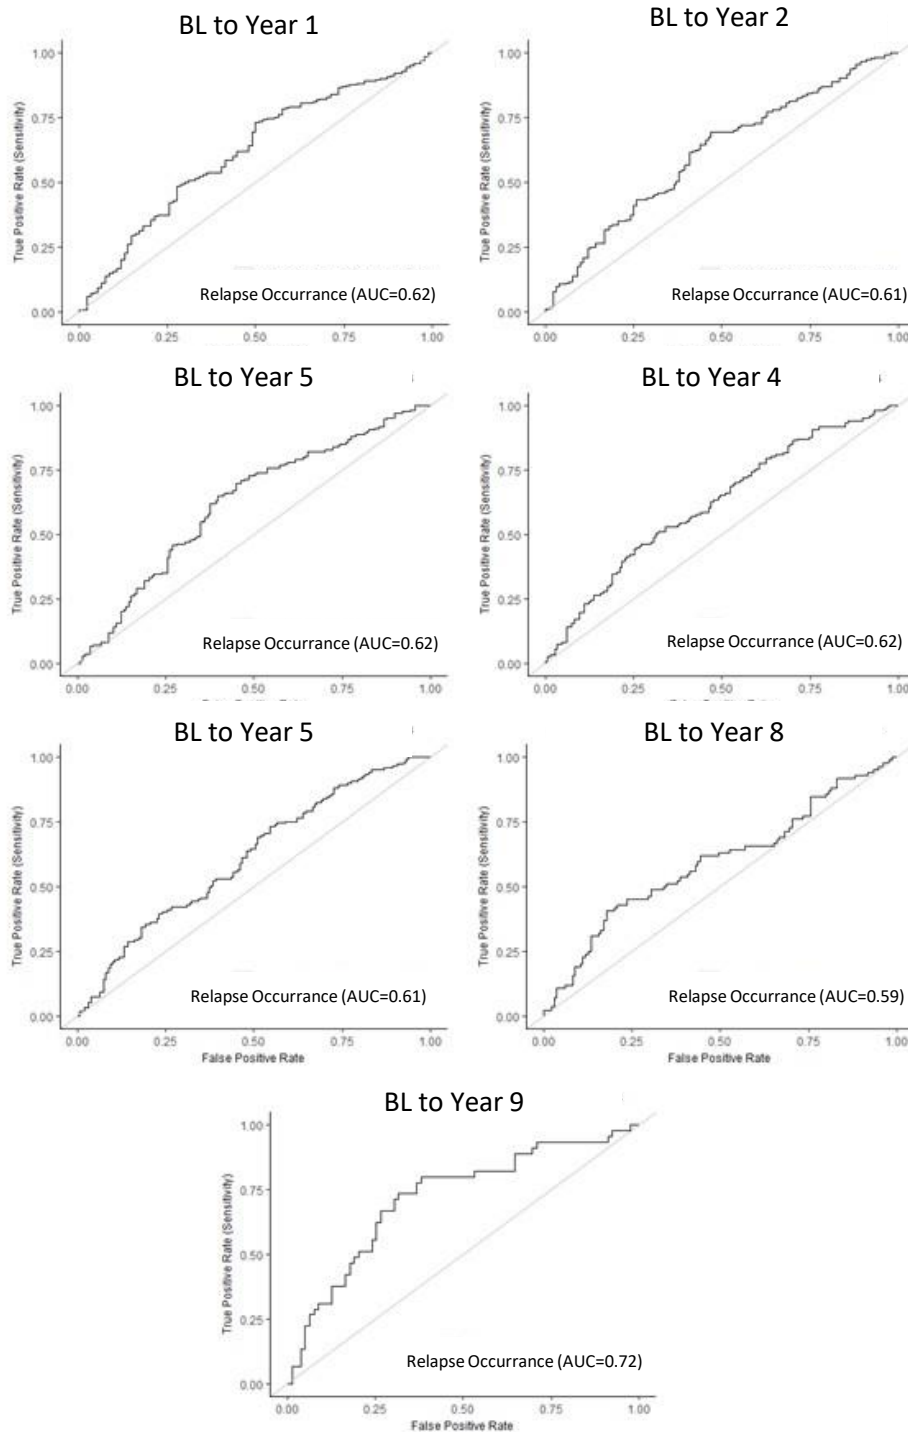 BL to Year 1
True Positive Rate (Sensitivity)
1.00
0.75
0.50
0.25
0.00
Relapse Occurrance (AUC=0.62)
0.00 0.25 0.50 0.75 1.00
BL to Year 2
True Positive Rate (Sensitivity)
1.00
0.75
0.50
0.25
0.00
Relapse Occurrance (AUC=0.61)
0.00 0.25 0.50 0.75 1.00
BL to Year 5
True Positive Rate (Sensitivity)
1.00
0.75
0.50
0.25
0.00
Relapse Occurrance (AUC=0.62)
0.00 0.25 0.50 0.75 1.00
BL to Year 4
True Positive Rate (Sensitivity)
1.00
0.75
0.50
0.25
0.00
Relapse Occurrance (AUC=0.62)
0.00 0.25 0.50 0.75 1.00
BL to Year 5
True Positive Rate (Sensitivity)
1.00
0.75
0.50
0.25
0.00
Relapse Occurrance (AUC=0.61)
0.00 0.25 0.50 0.75 1.00
False Positive Rate
BL to Year 8
True Positive Rate (Sensitivity)
1.00
0.75
0.50
0.25
0.00
Relapse Occurrance (AUC=0.59)
0.00 0.25 0.50 0.75 1.00
False Positive Rate
BL to Year 9
True Positive Rate (Sensitivity)
1.00
0.75
0.50
0.25
0.00
Relapse Occurrance (AUC=0.72)
0.00 0.25 0.50 0.75 1.00
False Positive Rate